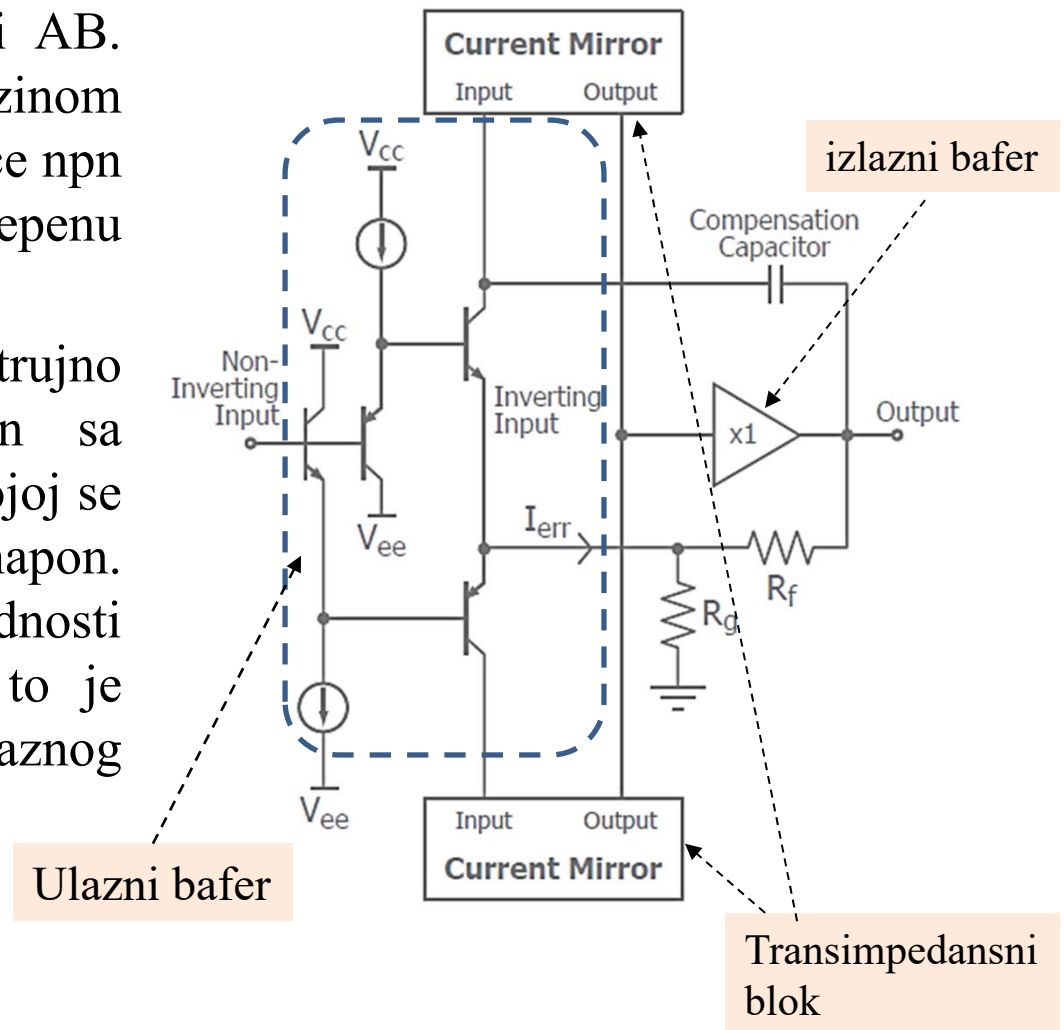 i AB.
zinom
ce npn
epenu
trujno
n sa
ojoj se
napon.
dnosti
to je
aznog
Current Mirror
Input Output
izlazni bafer
Vcc
Compensation
Capacitor
Vcc
Non-
Inverting
Input
Inverting
Input
x1
Output
Ierr
Vee
Rf
Rg
Vee
Input Output
Current Mirror
Ulazni bafer
Transimpedansni
blok